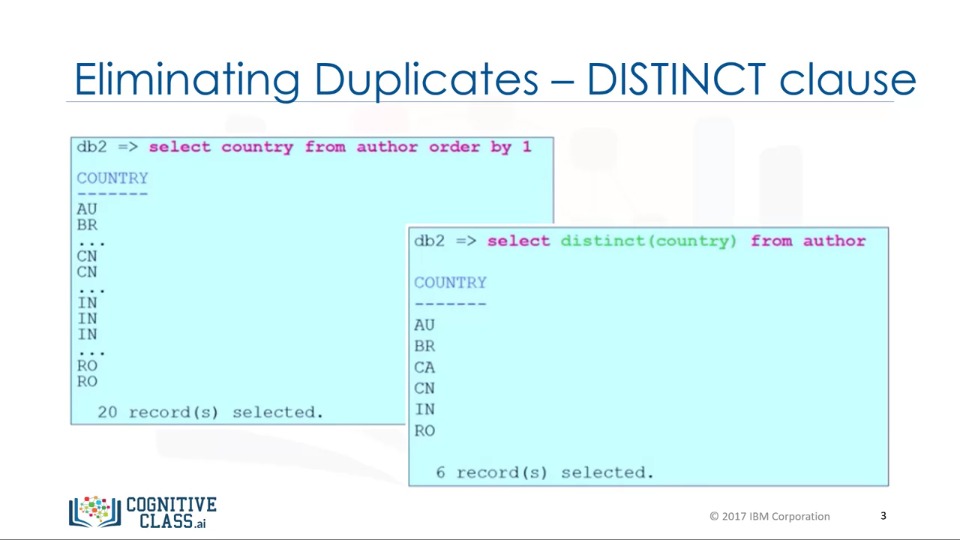 Eliminating Duplicates – DISTINCT clause
db2 => select country from author order by 1
COUNTRY
-------
AU
BR
...
CN
CN
...
IN
IN
IN
...
RO
RO
20 record(s) selected.
db2 => select distinct(country) from author
COUNTRY
-------
AU
BR
CA
CN
IN
RO
6 record(s) selected.
COGNITIVE
CLASS.ai
© 2017 IBM Corporation
3